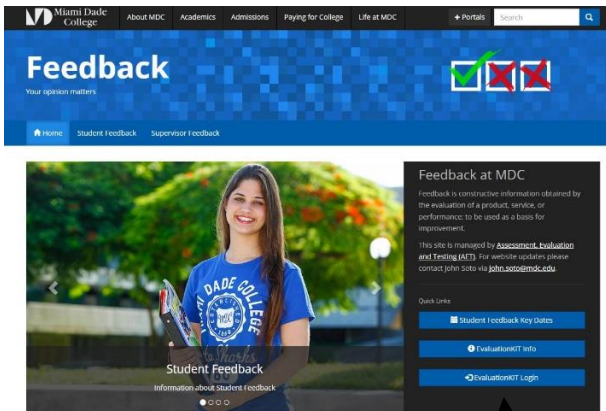 Miami Dade
College
About MDC Academics Admissions Paying for College Life at MDC + Portals Search
Feedback
Your opinion matters
Home Student Feedback Supervisor Feedback
MIAMI DADE COLLEGE
MDC
Sharks
Student Feedback
Information about Student Feedback
Feedback at MDC
Feedback is constructive information obtained by
the evaluation of a product, service, or
performance; to be used as a basis for
improvement.
This site is managed by Assessment, Evaluation
and Testing (AET). For website updates please
contact John Soto via john.soto@mdc.edu.
Quick Links
Student Feedback Key Dates
EvaluationKIT Info
EvaluationKIT Login